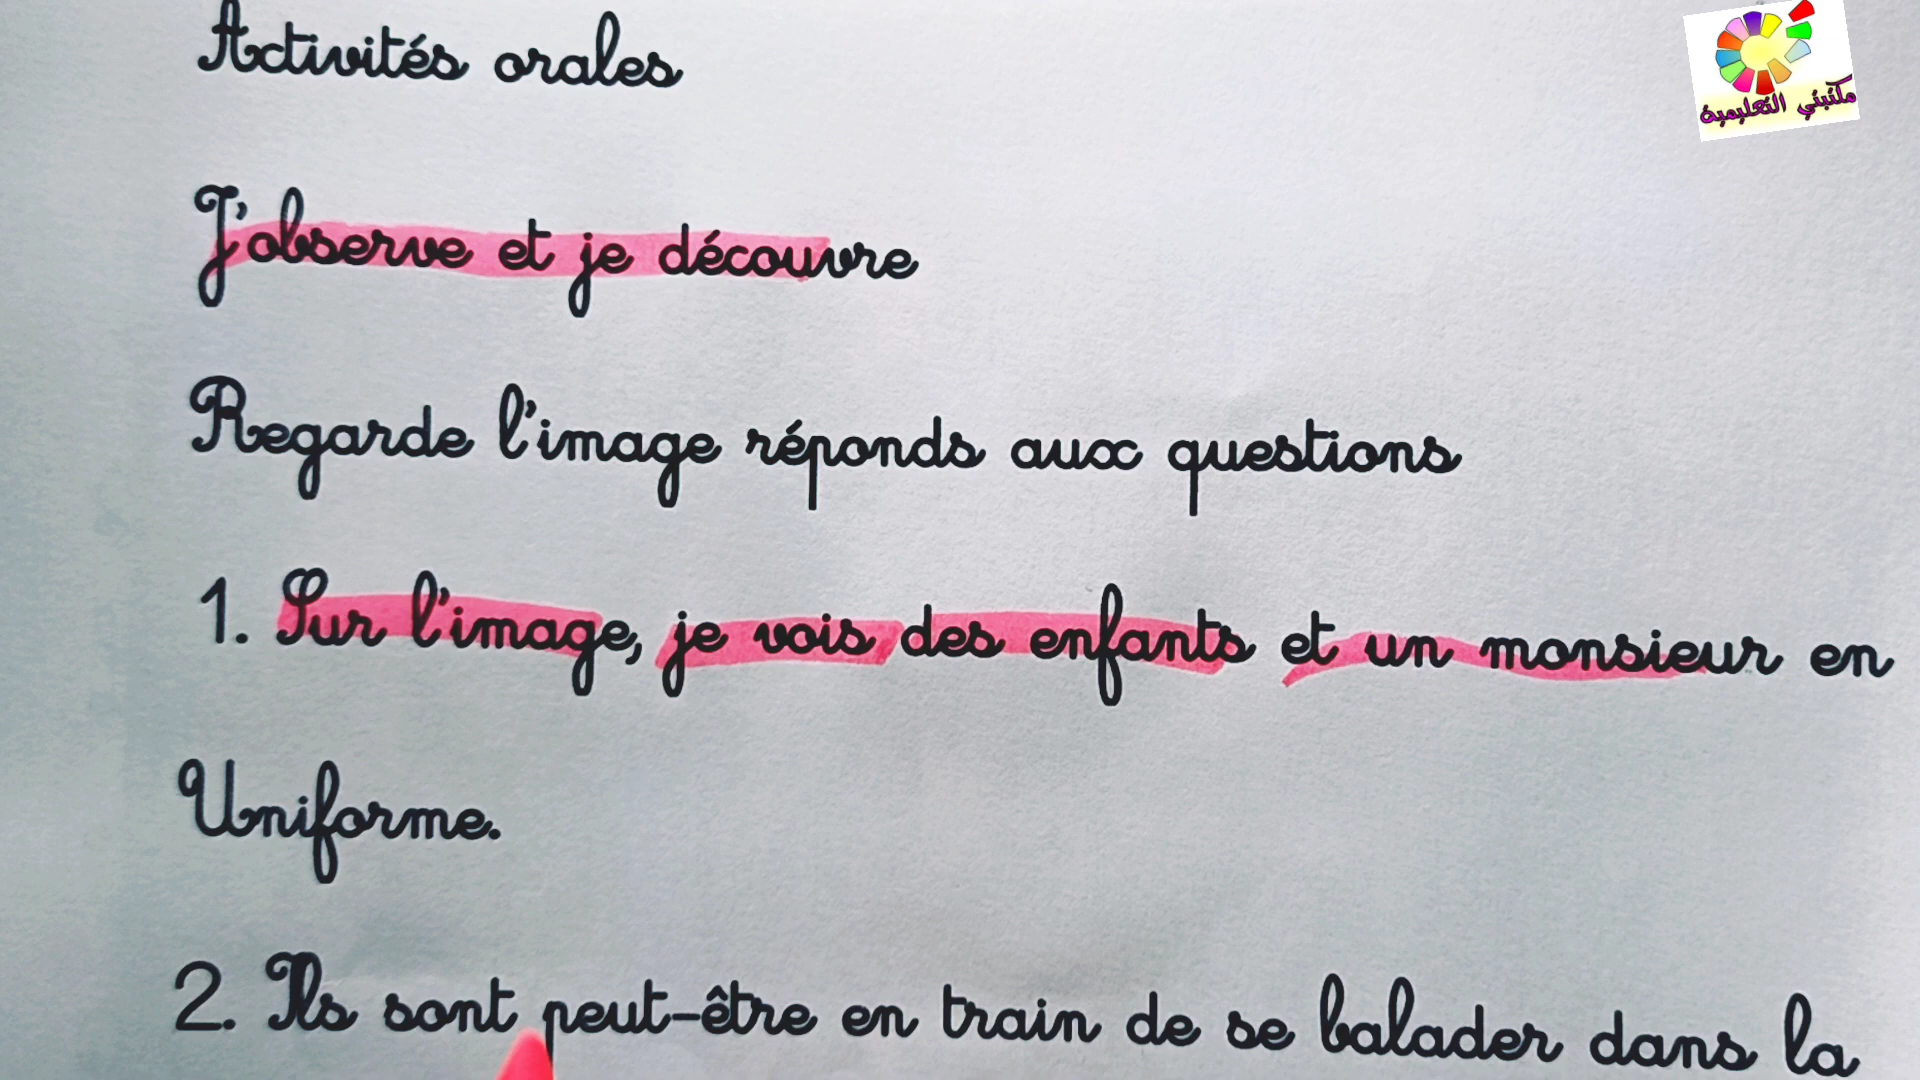 Activités orales
مكتبتي التعليمية
J'observe et je découvre
Regarde l'image réponds aux questions
1. Sur l'image, je vois des enfants et un monsieur en
Uniforme.
2. Ils sont peut-être en train de se balader dans la